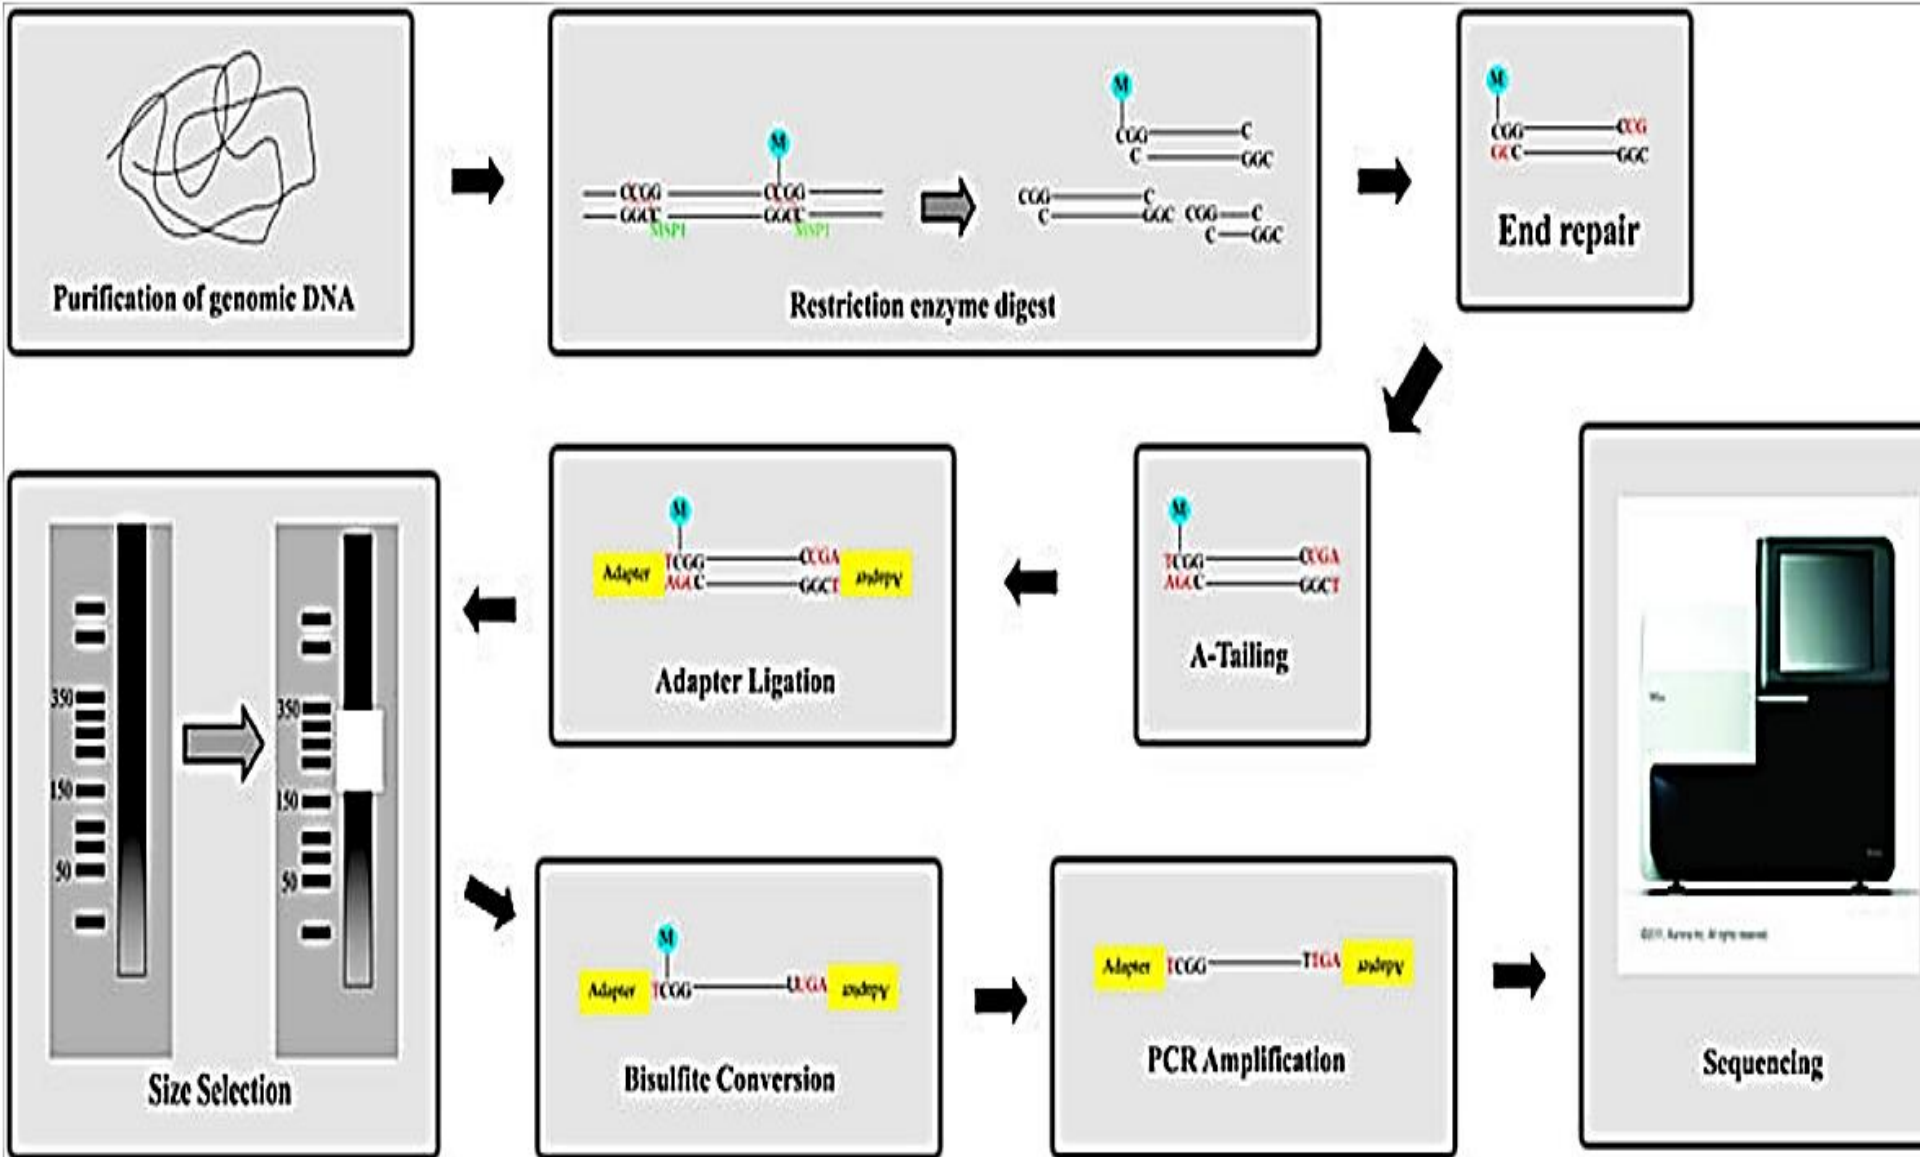 Purification of genomic DNA
M
CCGG CCGG
GGCC GGCC
MSP1 MSP1
M
CGG C
C GGC
CGG C
C GGC
CGG C
C GGC
Restriction enzyme digest
M
CGG CCG
GCC GGC
End repair
M
TCGG CCGA
AGCC GGCT
A-Tailing
M
Adapter TCGG CCGA Adapter
AGCC GGCT
Adapter Ligation
350
150
50
350
150
50
Size Selection
M
Adapter TCGG UUGA Adapter
Bisulfite Conversion
Adapter TCGG TTGA Adapter
PCR Amplification
Sequencing